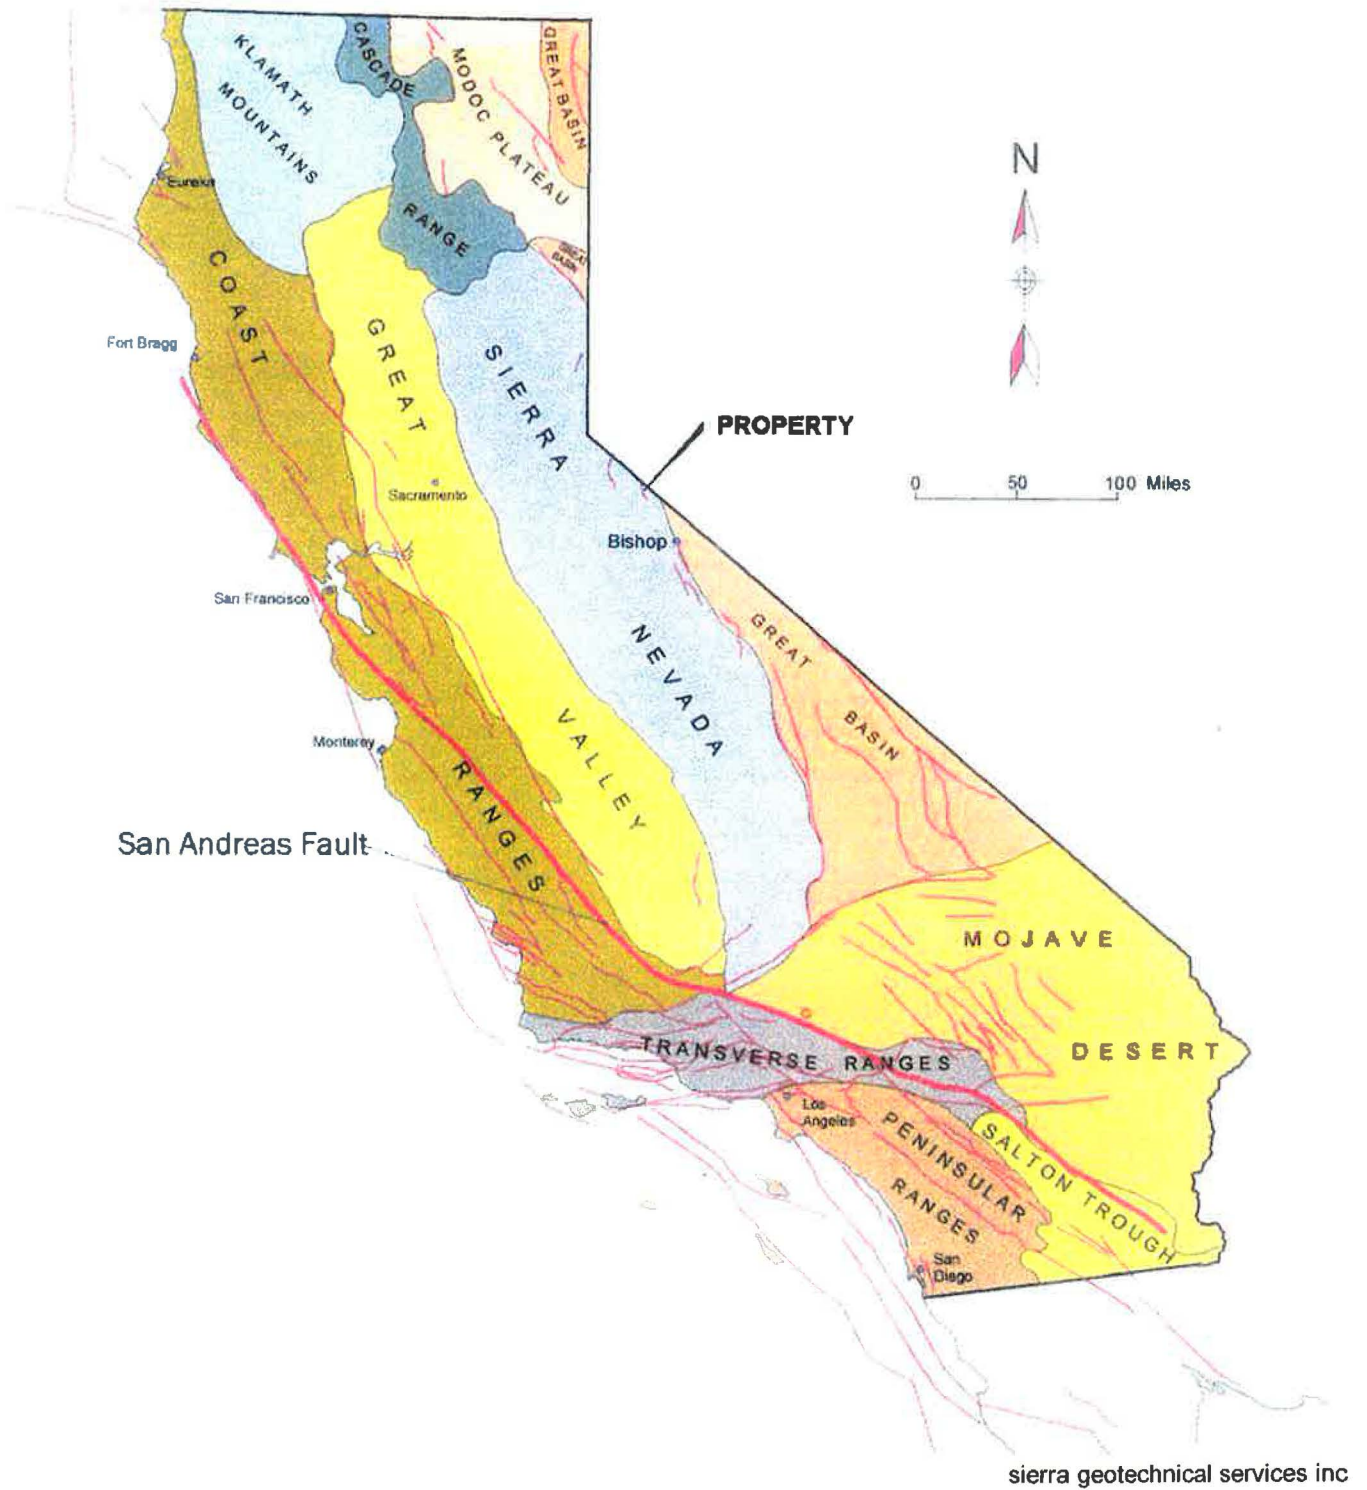 KLAMATH
MOUNTAINS
CASCADE
RANGE
MODOC PLATEAU
GREAT BASIN
N
Eureka
GREAT
BASIN
COAST
RANGES
Fort Bragg
GREAT
VALLEY
SIERRA
NEVADA
PROPERTY
0 50 100 Miles
Sacramento
Bishop
San Francisco
GREAT
BASIN
Monterey
San Andreas Fault
MOJAVE
DESERT
TRANSVERSE RANGES
Los
Angeles
PENINSULAR
RANGES
SALTON TROUGH
San
Diego
sierra geotechnical services inc